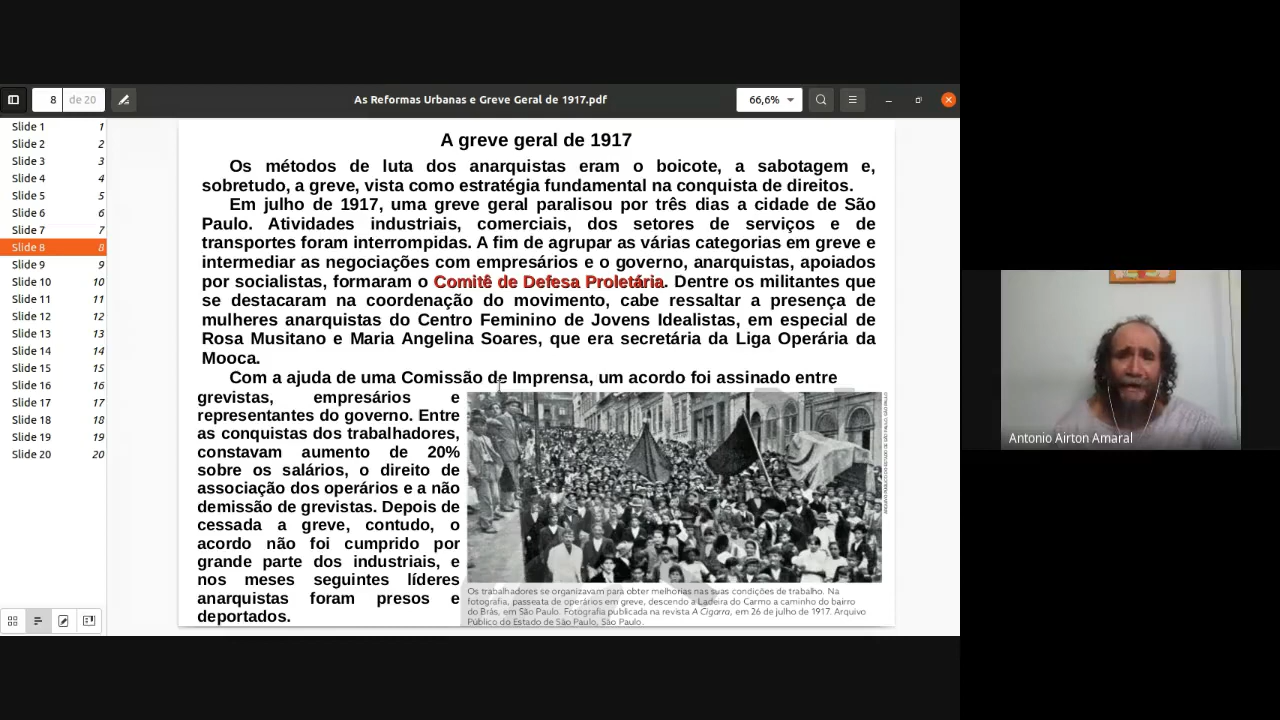 8 de 20
As Reformas Urbanas e Greve Geral de 1917.pdf
66,6%
Slide 1 1
Slide 2 2
Slide 3 3
Slide 4 4
Slide 5 5
Slide 6 6
Slide 7 7
Slide 8 8
Slide 9 9
Slide 10 10
Slide 11 11
Slide 12 12
Slide 13 13
Slide 14 14
Slide 15 15
Slide 16 16
Slide 17 17
Slide 18 18
Slide 19 19
Slide 20 20
A greve geral de 1917
Os métodos de luta dos anarquistas eram o boicote, a sabotagem e,
sobretudo, a greve, vista como estratégia fundamental na conquista de direitos.
Em julho de 1917, uma greve geral paralisou por três dias a cidade de São
Paulo. Atividades industriais, comerciais, dos setores de serviços e de
transportes foram interrompidas. A fim de agrupar as várias categorias em greve e
intermediar as negociações com empresários e o governo, anarquistas, apoiados
por socialistas, formaram o Comitê de Defesa Proletária. Dentre os militantes que
se destacaram na coordenação do movimento, cabe ressaltar a presença de
mulheres anarquistas do Centro Feminino de Jovens Idealistas, em especial de
Rosa Musitano e Maria Angelina Soares, que era secretária da Liga Operária da
Mooca.
Com a ajuda de uma Comissão de Imprensa, um acordo foi assinado entre
grevistas, empresários e
representantes do governo. Entre
as conquistas dos trabalhadores,
constavam aumento de 20%
sobre os salários, o direito de
associação dos operários e a não
demissão de grevistas. Depois de
cessada a greve, contudo, o
acordo não foi cumprido por
grande parte dos industriais, e
nos meses seguintes líderes
anarquistas foram presos e
deportados.
Os trabalhadores se organizavam para obter melhorias nas suas condições de trabalho. Na
fotografia, passeata de operários em greve, descendo a Ladeira do Carmo a caminho do bairro
do Brás, em São Paulo. Fotografia publicada na revista A Cigarra, em 26 de julho de 1917. Arquivo
Público do Estado de São Paulo, São Paulo.
Antonio Airton Amaral